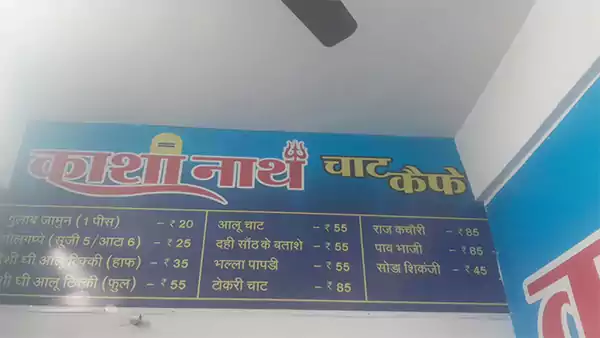 काशी नाथ चाट कैफे
गुलाब जामुन (1 पीस) - ₹ 20
गोलगप्पे (सूजी 5/आटा 6) - ₹ 25
देशी घी आलू टिक्की (हाफ) - ₹ 35
देशी घी आलू टिक्की (फुल) - ₹ 55
आलू चाट - ₹ 55
दही सोंठ के बताशे - ₹ 55
भल्ला पापडी - ₹ 55
टोकरी चाट - ₹ 85
राज कचौरी - ₹ 85
पाव भाजी - ₹ 85
सोडा शिकंजी - ₹ 45